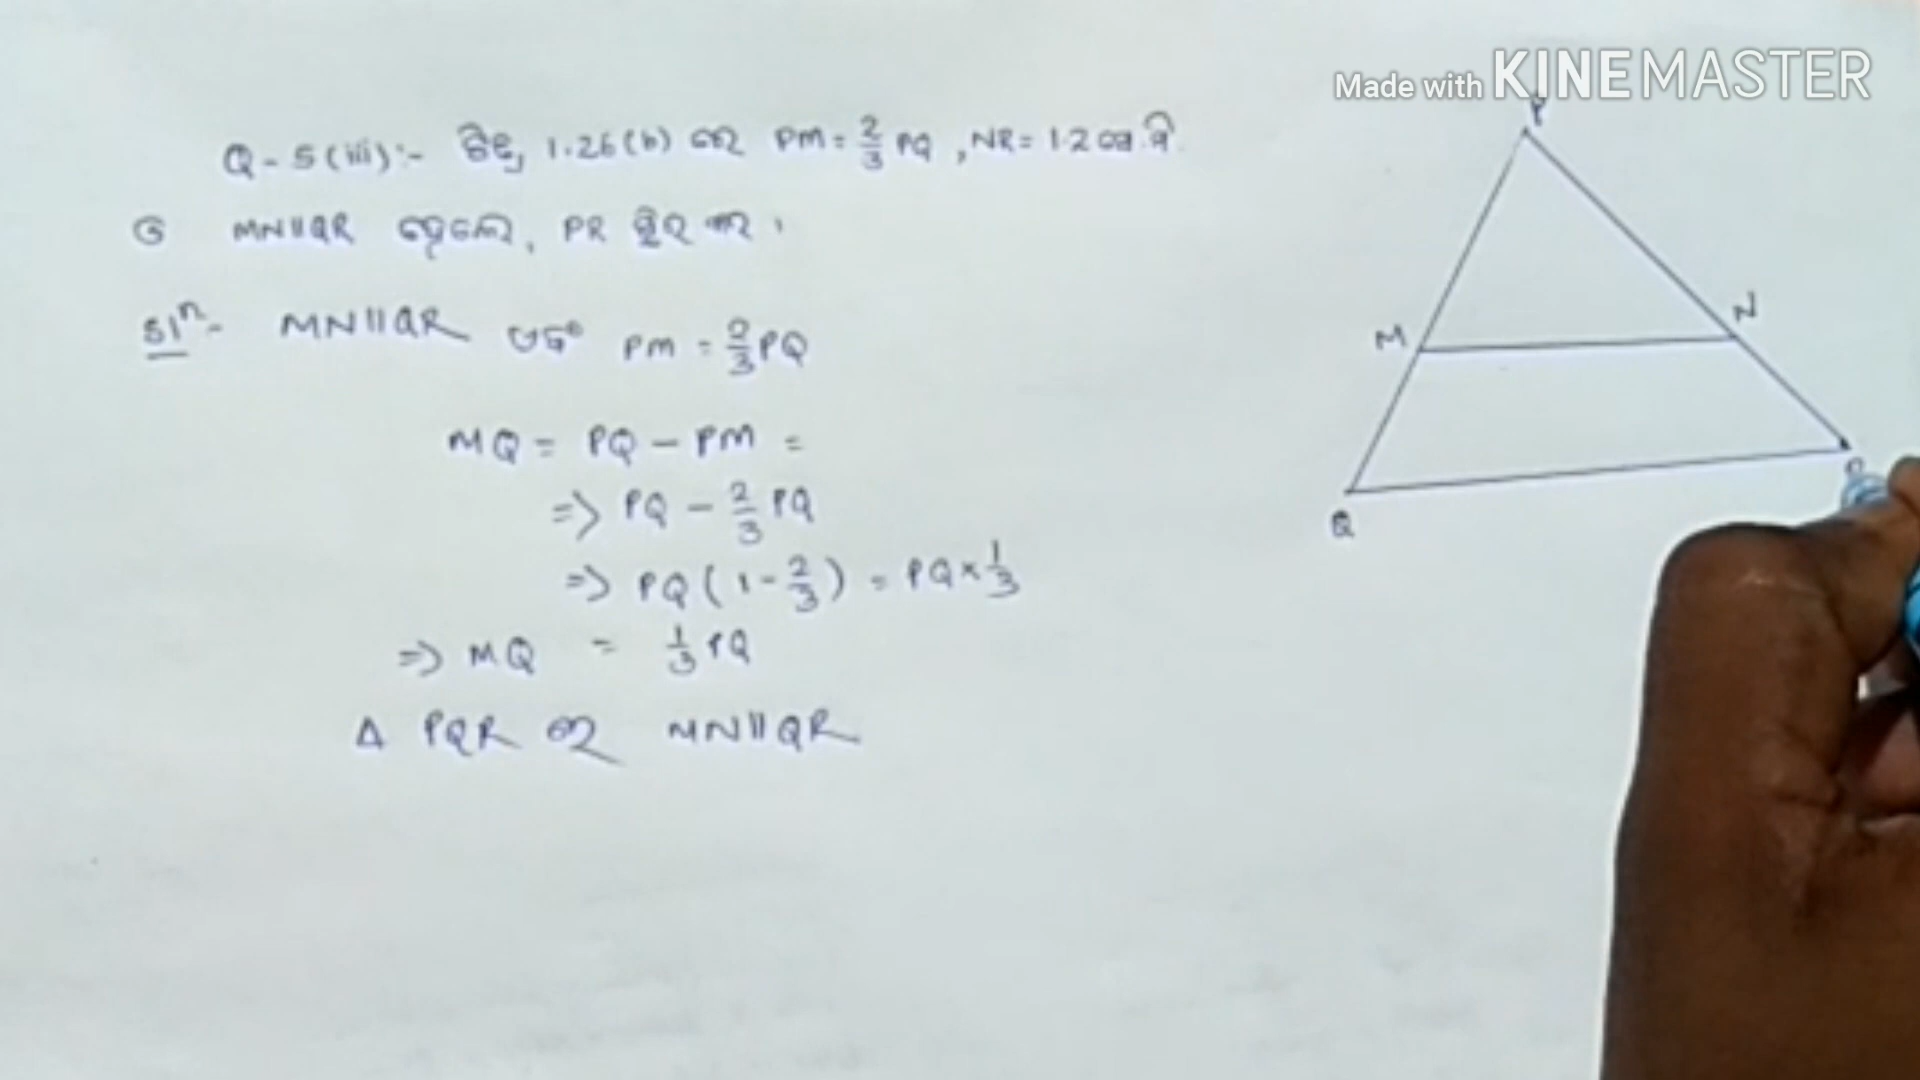 Made with KINEMASTER
Q - 5 (iii) :- ଚିତ୍ର 1.26(b) ରେ PM = 2/3 PQ , NR = 1.2 ସେ.ମି.
ଓ MN || QR ହେଲେ, PR ସ୍ଥିର କର ।
Slⁿ- MN || QR ଏବଂ PM = 2/3 PQ
MQ = PQ - PM =
=> PQ - 2/3 PQ
=> PQ ( 1 - 2/3 ) = PQ × 1/3
=> MQ = 1/3 PQ
Δ PQR ରେ MN || QR
P
M
N
Q
R